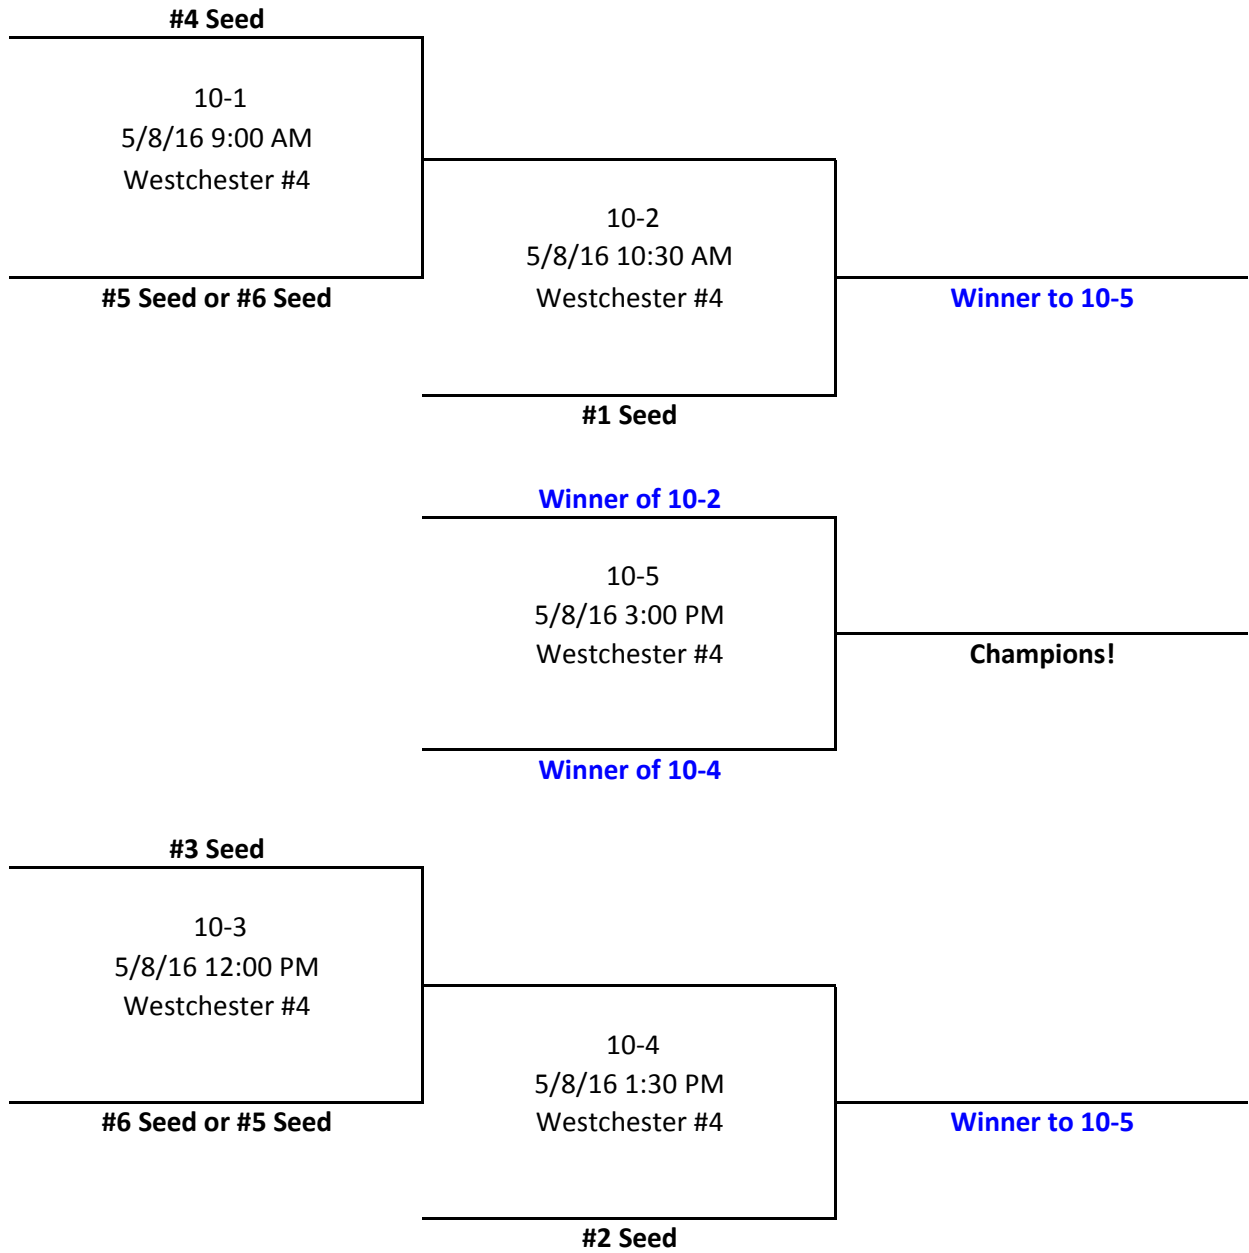 #4 Seed
10-1
5/8/16 9:00 AM
Westchester #4
#5 Seed or #6 Seed
10-2
5/8/16 10:30 AM
Westchester #4
#1 Seed
Winner to 10-5
Winner of 10-2
10-5
5/8/16 3:00 PM
Westchester #4
Winner of 10-4
Champions!
#3 Seed
10-3
5/8/16 12:00 PM
Westchester #4
#6 Seed or #5 Seed
10-4
5/8/16 1:30 PM
Westchester #4
#2 Seed
Winner to 10-5